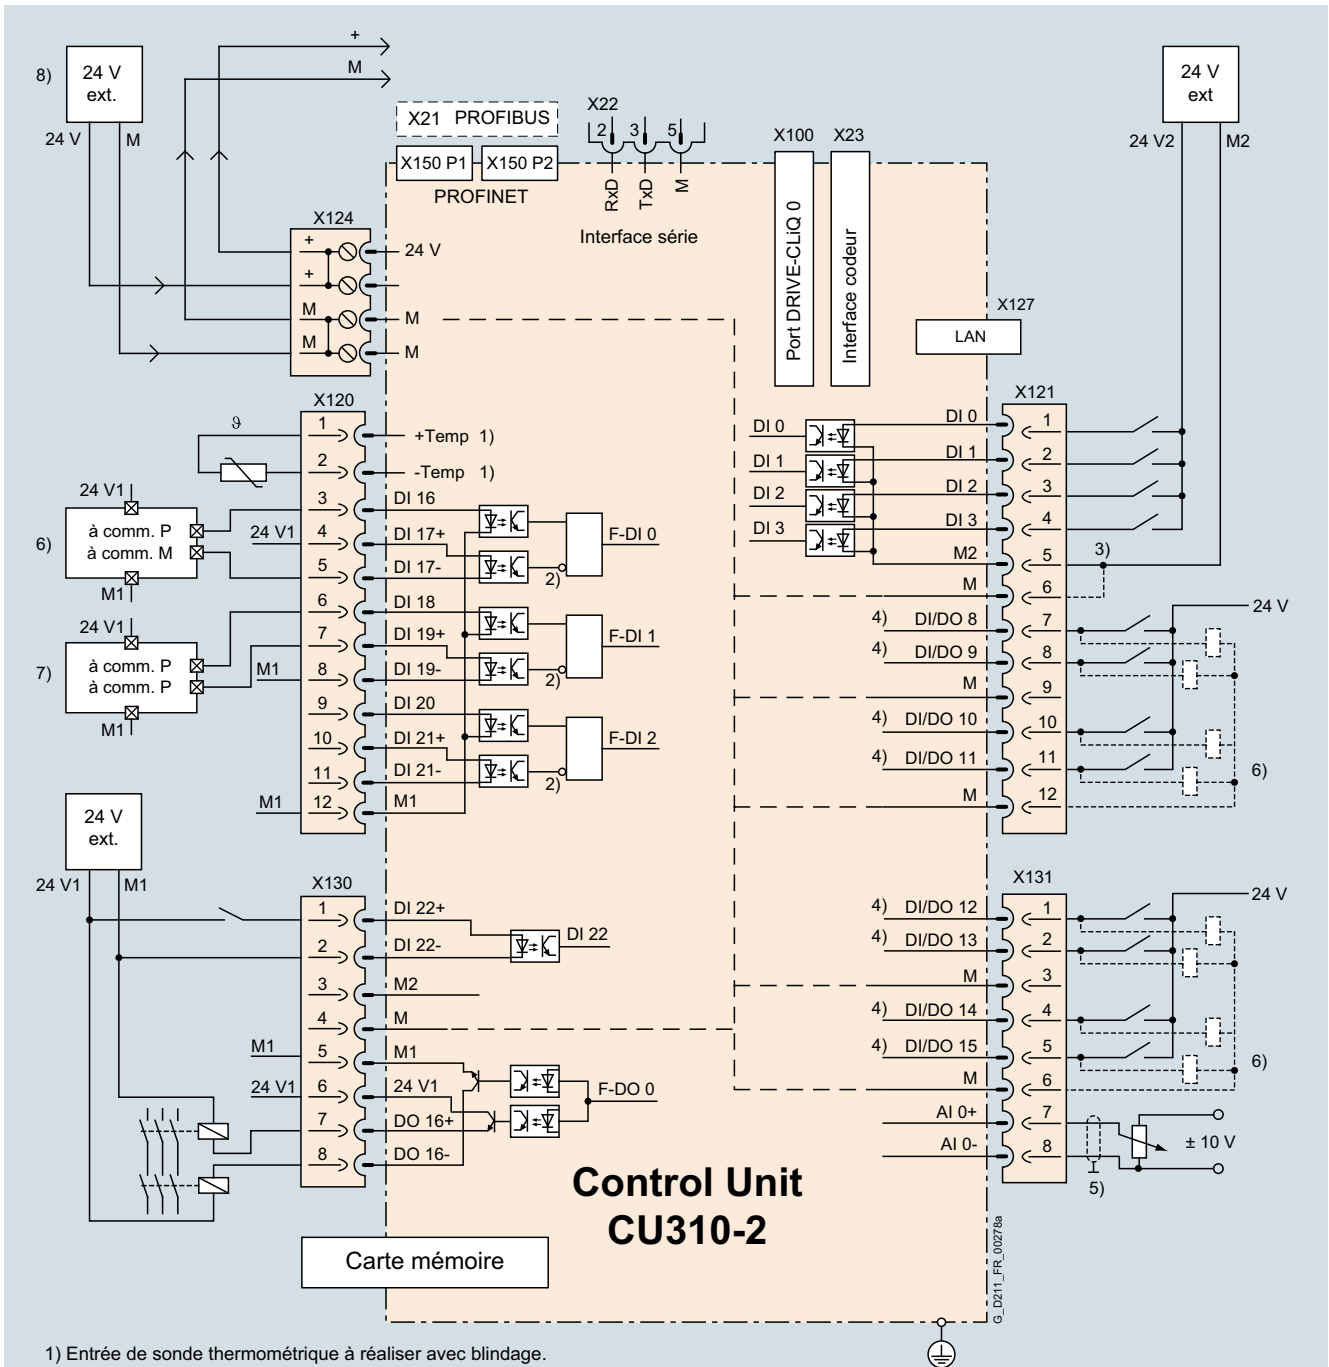 8)
24 V
ext.
24 V
M
+
M
X21 PROFIBUS
X150 P1
X150 P2
PROFINET
X22
2
3
5
RxD
TxD
M
Interface série
X100
X23
Port DRIVE-CLiQ 0
Interface codeur
24 V
ext
24 V2
M2
X127
LAN
X124
+
24 V
+
M
M
M
M
X120
ϑ
1
+Temp 1)
2
-Temp 1)
3
DI 16
4
24 V1
DI 17+
5
DI 17-
6
DI 18
7
DI 19+
8
M1
DI 19-
9
DI 20
10
DI 21+
11
DI 21-
12
M1
M1
6)
24 V1
à comm. P
à comm. M
M1
7)
24 V1
à comm. P
à comm. P
M1
F-DI 0
2)
F-DI 1
2)
F-DI 2
2)
X121
DI 0
DI 0
1
DI 1
DI 1
2
DI 2
DI 2
3
DI 3
DI 3
4
M2
5
3)
M
6
24 V
4) DI/DO 8
7
4) DI/DO 9
8
M
9
4) DI/DO 10
10
4) DI/DO 11
11
6)
M
12
24 V
ext.
24 V1
M1
X130
1
DI 22+
2
DI 22-
DI 22
3
M2
4
M
M1
5
M1
24 V1
6
24 V1
7
DO 16+
8
DO 16-
F-DO 0
X131
24 V
4) DI/DO 12
1
4) DI/DO 13
2
M
3
4) DI/DO 14
4
4) DI/DO 15
5
6)
M
6
AI 0+
7
AI 0-
8
± 10 V
5)
Control Unit
CU310-2
Carte mémoire
G_D211_FR_00278a
1) Entrée de sonde thermométrique à réaliser avec blindage.